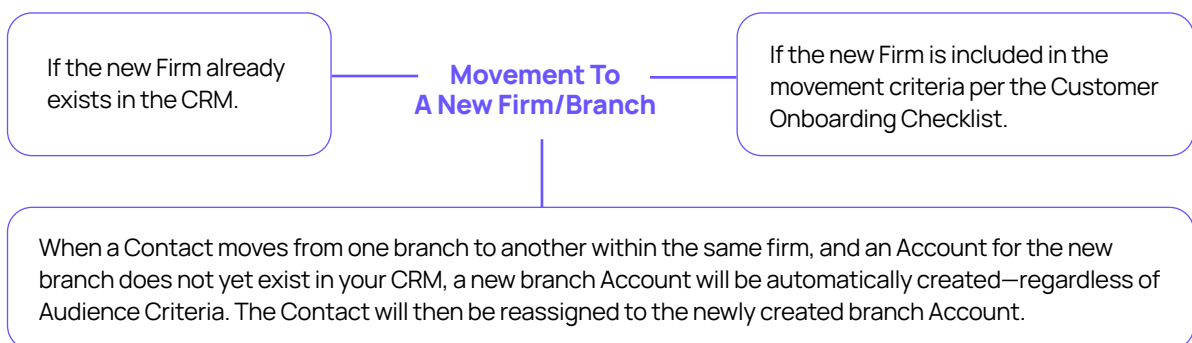 If the new Firm already
exists in the CRM.
Movement To
A New Firm/Branch
If the new Firm is included in the
movement criteria per the Customer
Onboarding Checklist.
When a Contact moves from one branch to another within the same firm, and an Account for the new
branch does not yet exist in your CRM, a new branch Account will be automatically created—regardless of
Audience Criteria. The Contact will then be reassigned to the newly created branch Account.